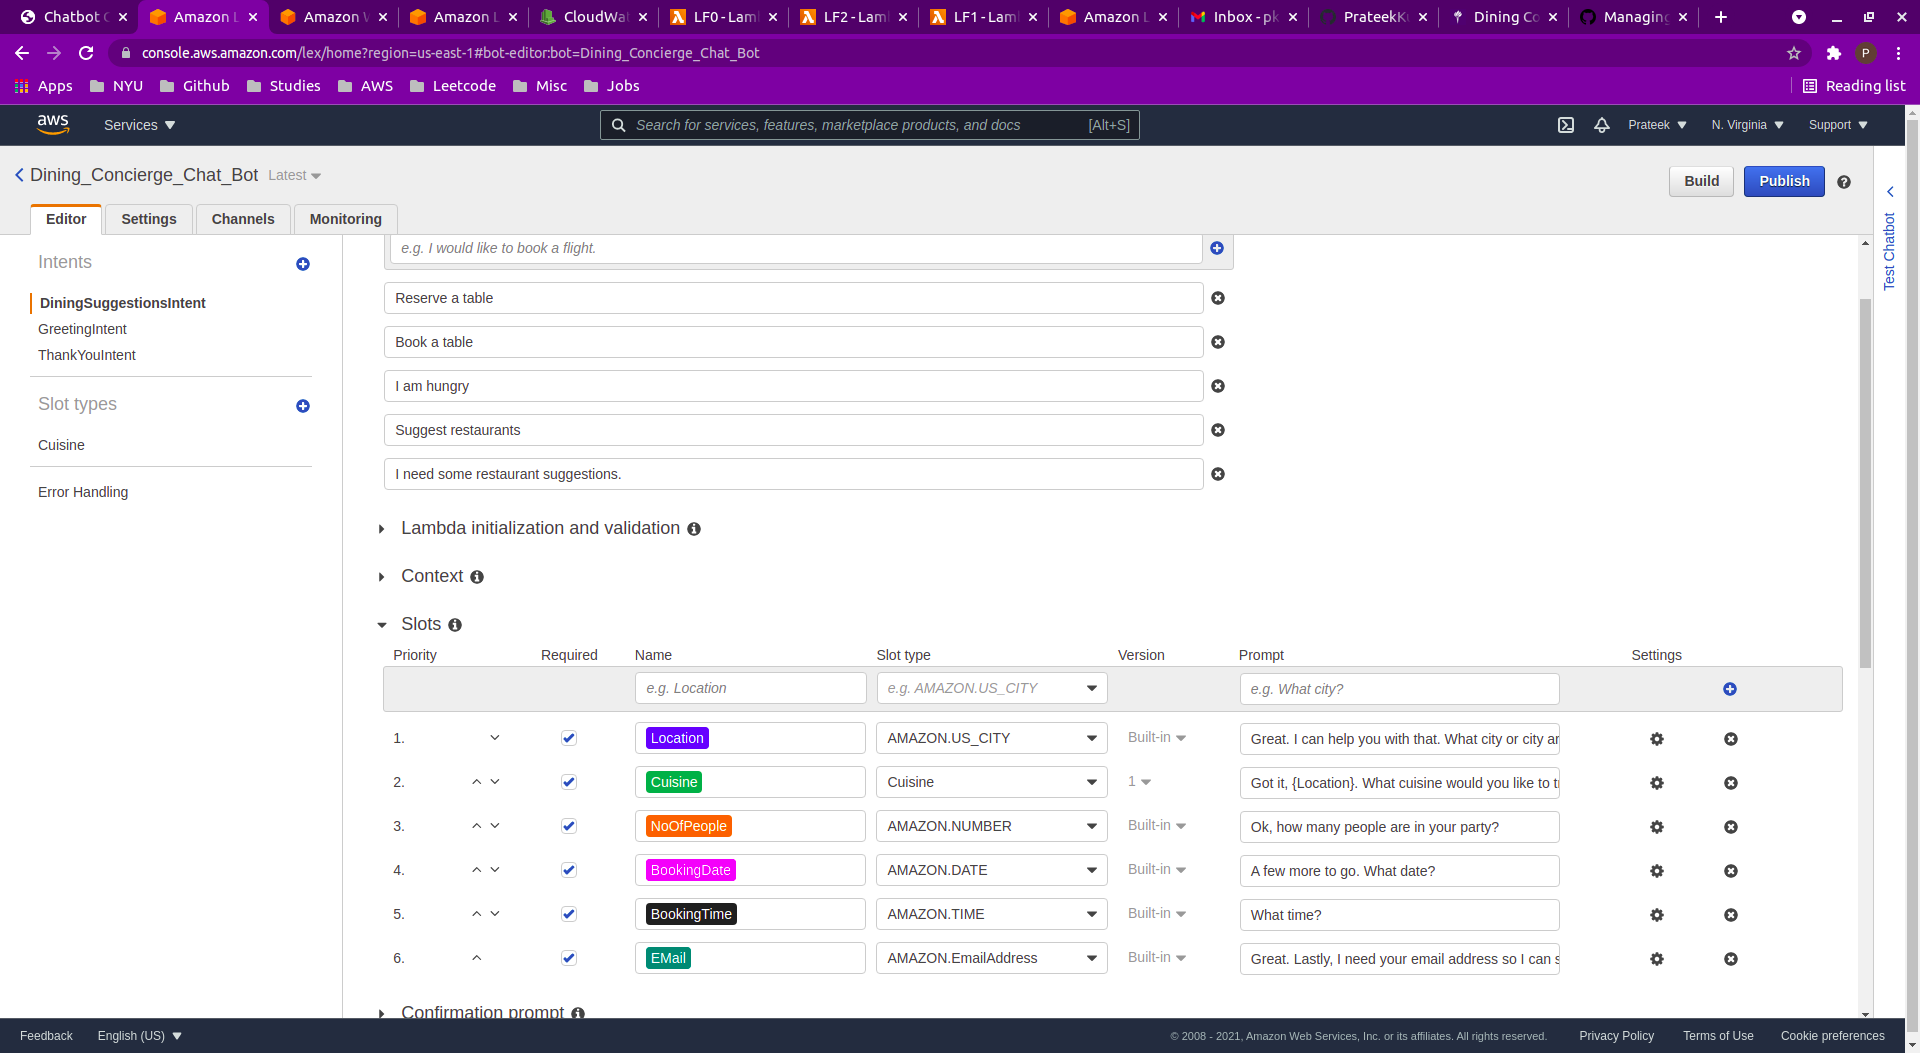 Chatbot C
Amazon L
Amazon W
Amazon L
CloudWat
LF0 - Lam
LF2 - Lam
LF1 - Lam
Amazon L
Inbox - pk
PrateekKu
Dining Co
Managing
console.aws.amazon.com/lex/home?region=us-east-1#bot-editor:bot=Dining_Concierge_Chat_Bot
P
Apps NYU Github Studies AWS Leetcode Misc Jobs Reading list
aws Services Search for services, features, marketplace products, and docs [Alt+S] Prateek N. Virginia Support
Dining_Concierge_Chat_Bot Latest
Build Publish
Editor Settings Channels Monitoring
Test Chatbot
Intents
DiningSuggestionsIntent
GreetingIntent
ThankYouIntent
Slot types
Cuisine
Error Handling
e.g. I would like to book a flight.
Reserve a table
Book a table
I am hungry
Suggest restaurants
I need some restaurant suggestions.
Lambda initialization and validation
Context
Slots
Priority Required Name Slot type Version Prompt Settings
e.g. Location e.g. AMAZON.US_CITY e.g. What city?
1. Location AMAZON.US_CITY Built-in Great. I can help you with that. What city or city ar
2. Cuisine Cuisine 1 Got it, {Location}. What cuisine would you like to t
3. NoOfPeople AMAZON.NUMBER Built-in Ok, how many people are in your party?
4. BookingDate AMAZON.DATE Built-in A few more to go. What date?
5. BookingTime AMAZON.TIME Built-in What time?
6. EMail AMAZON.EmailAddress Built-in Great. Lastly, I need your email address so I can s
Confirmation prompt
Feedback English (US) © 2008 - 2021, Amazon Web Services, Inc. or its affiliates. All rights reserved. Privacy Policy Terms of Use Cookie preferences